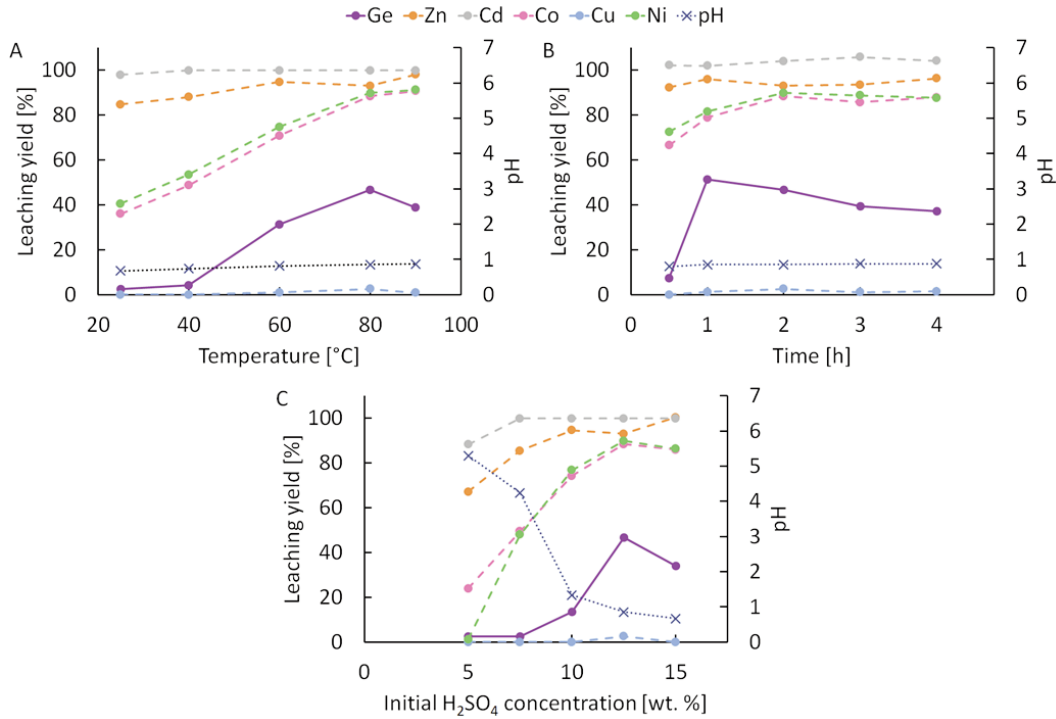 Ge Zn Cd Co Cu Ni pH
A
100
80
60
40
20
0
Leaching yield [%]
7
6
5
4
3
2
1
0
pH
20 40 60 80 100
Temperature [°C]
B
100
80
60
40
20
0
Leaching yield [%]
7
6
5
4
3
2
1
0
pH
0 1 2 3 4
Time [h]
C
100
80
60
40
20
0
Leaching yield [%]
7
6
5
4
3
2
1
0
pH
0 5 10 15
Initial H₂SO₄ concentration [wt. %]